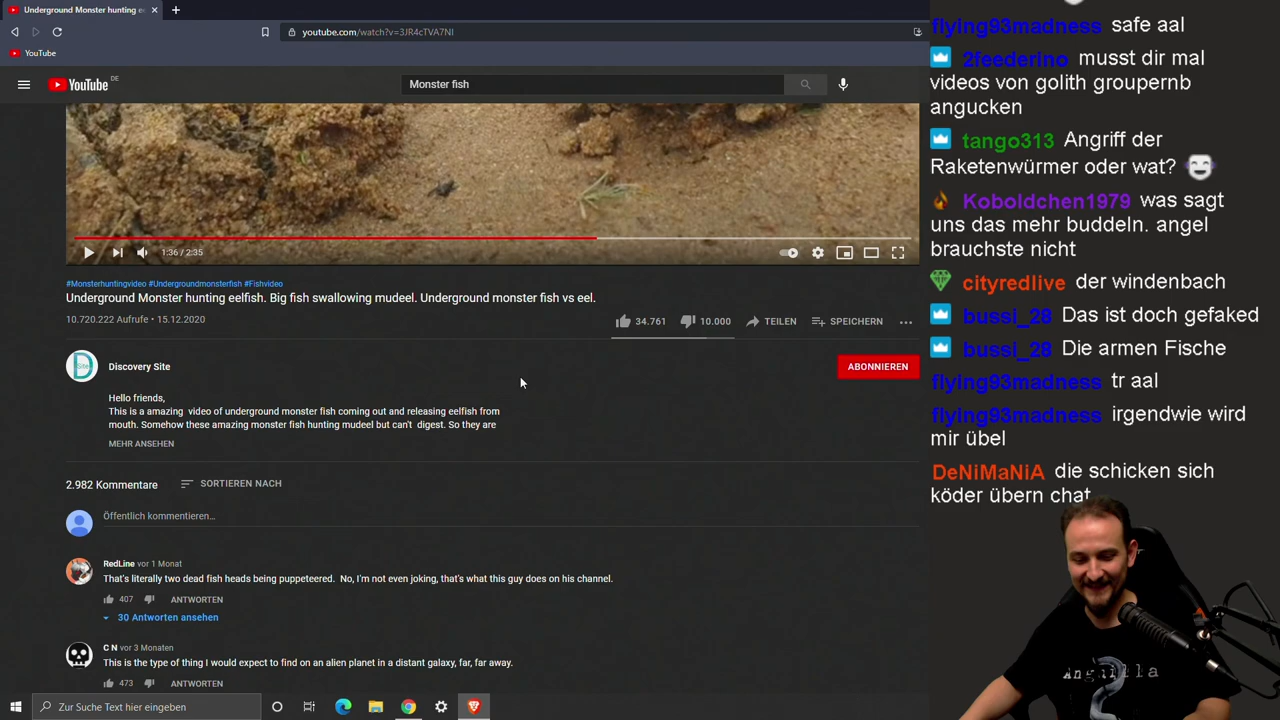 Underground Monster hunting ee
youtube.com/watch?v=3JR4cTVA7NI
YouTube
YouTube DE
Monster fish
1:36 / 2:35
#Monsterhuntingvideo #Undergroundmonsterfish #Fishvideo
Underground Monster hunting eelfish. Big fish swallowing mudeel. Underground monster fish vs eel.
10.720.222 Aufrufe • 15.12.2020
34.761
10.000
TEILEN
SPEICHERN
Site
Discovery Site
ABONNIEREN
Hello friends,
This is a amazing video of underground monster fish coming out and releasing eelfish from
mouth. Somehow these amazing monster fish hunting mudeel but can't digest. So they are
MEHR ANSEHEN
2.982 Kommentare
SORTIEREN NACH
Öffentlich kommentieren...
RedLine vor 1 Monat
That's literally two dead fish heads being puppeteered. No, I'm not even joking, that's what this guy does on his channel.
407
ANTWORTEN
30 Antworten ansehen
C N vor 3 Monaten
This is the type of thing I would expect to find on an alien planet in a distant galaxy, far, far away.
473
ANTWORTEN
Zur Suche Text hier eingeben
flying93madness safe aal
2feederino musst dir mal
videos von golith groupernb
angucken
tango313 Angriff der
Raketenwürmer oder wat?
Koboldchen1979 was sagt
uns das mehr buddeln. angel
brauchste nicht
cityredlive der windenbach
bussi_28 Das ist doch gefaked
bussi_28 Die armen Fische
flying93madness tr aal
flying93madness irgendwie wird
mir übel
DeNiMaNiA die schicken sich
köder übern chat
Anguilla